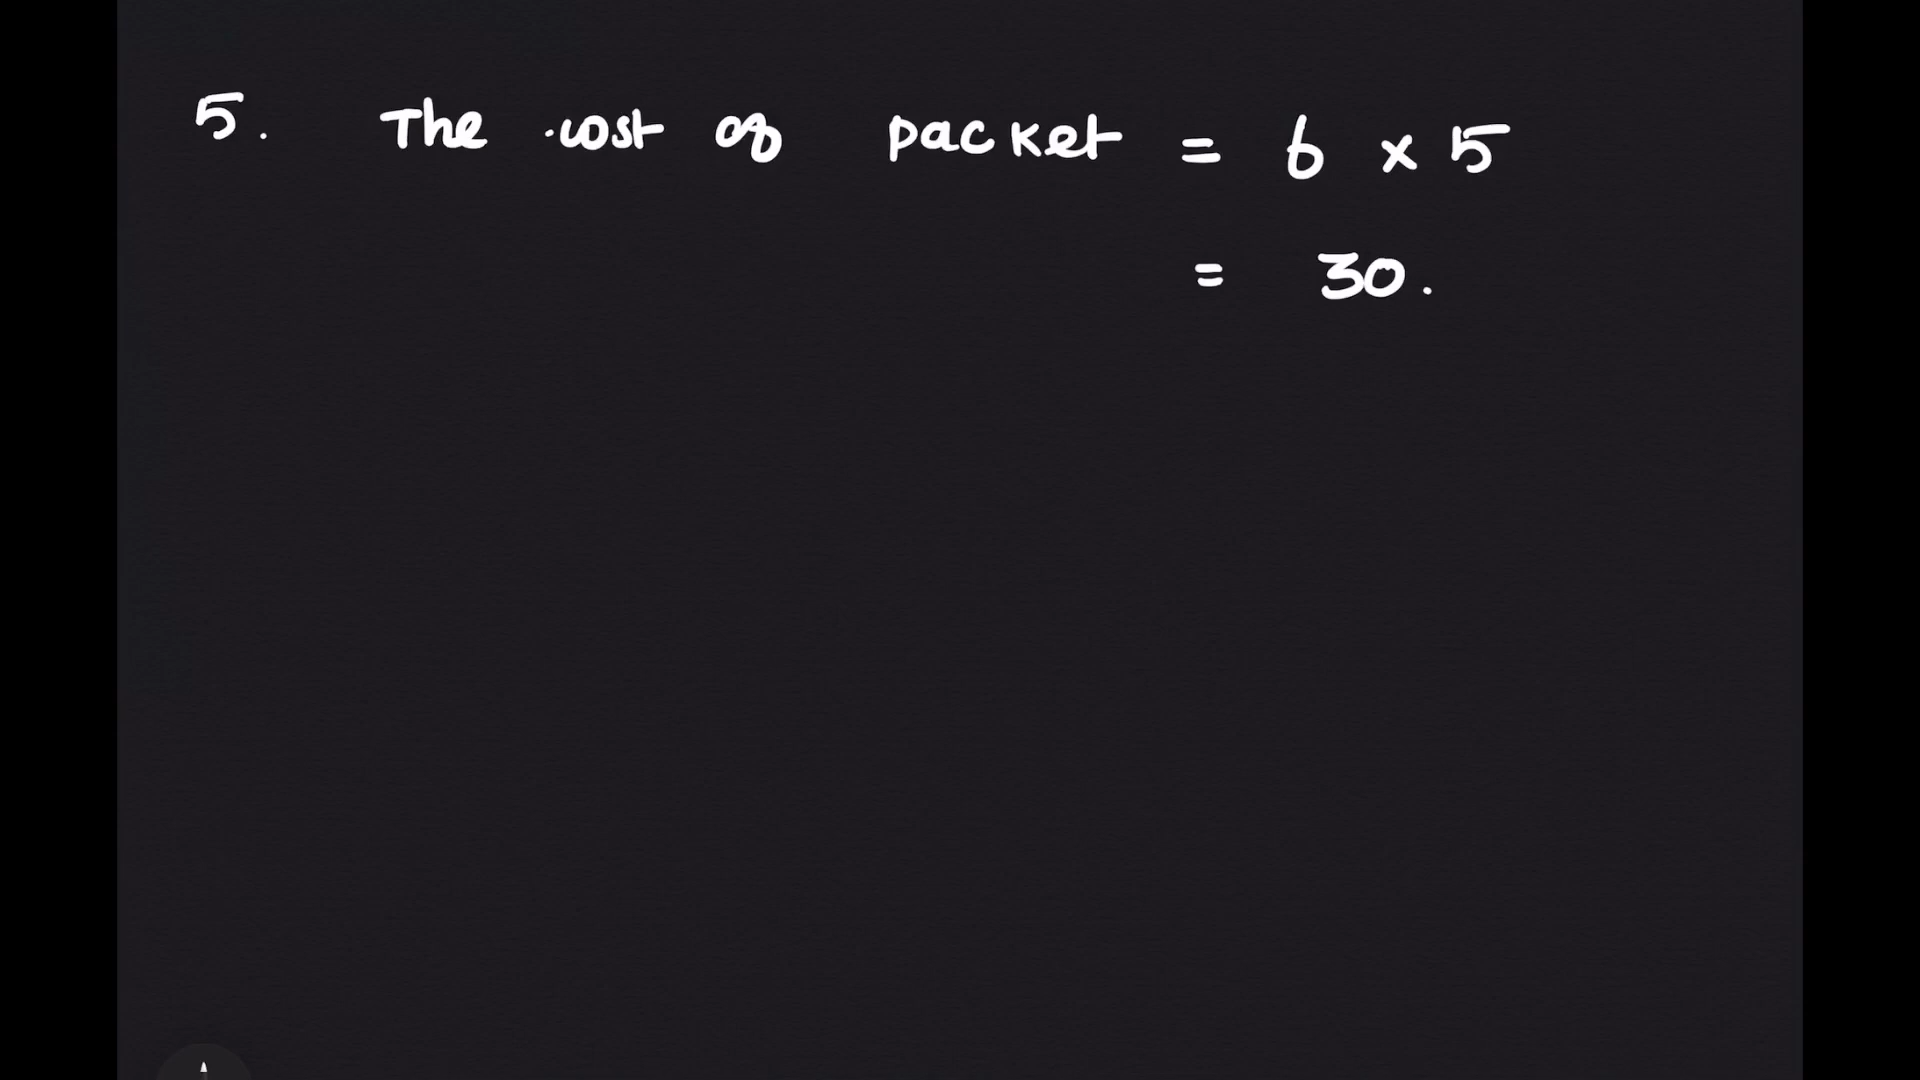 5. The cost of packet = 6 x 5
= 30.